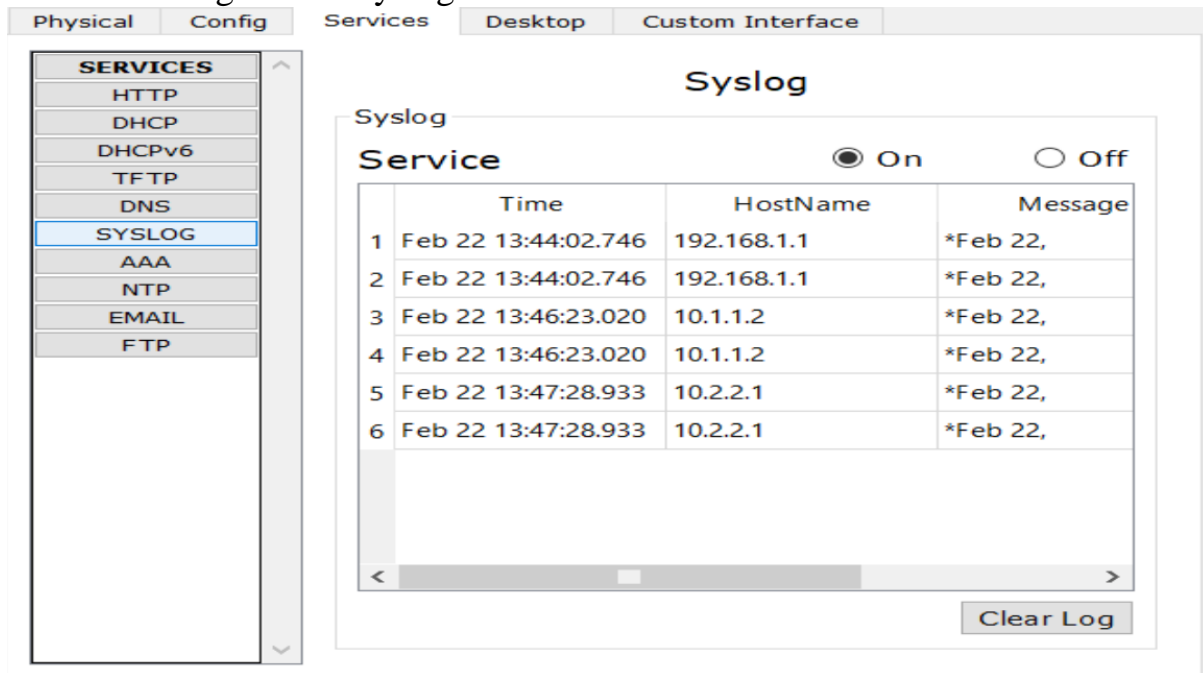 Physical Config Services Desktop Custom Interface
SERVICES
HTTP
DHCP
DHCPv6
TFTP
DNS
SYSLOG
AAA
NTP
EMAIL
FTP
Syslog
Syslog
Service On Off
Time HostName Message
1 Feb 22 13:44:02.746 192.168.1.1 *Feb 22,
2 Feb 22 13:44:02.746 192.168.1.1 *Feb 22,
3 Feb 22 13:46:23.020 10.1.1.2 *Feb 22,
4 Feb 22 13:46:23.020 10.1.1.2 *Feb 22,
5 Feb 22 13:47:28.933 10.2.2.1 *Feb 22,
6 Feb 22 13:47:28.933 10.2.2.1 *Feb 22,
Clear Log